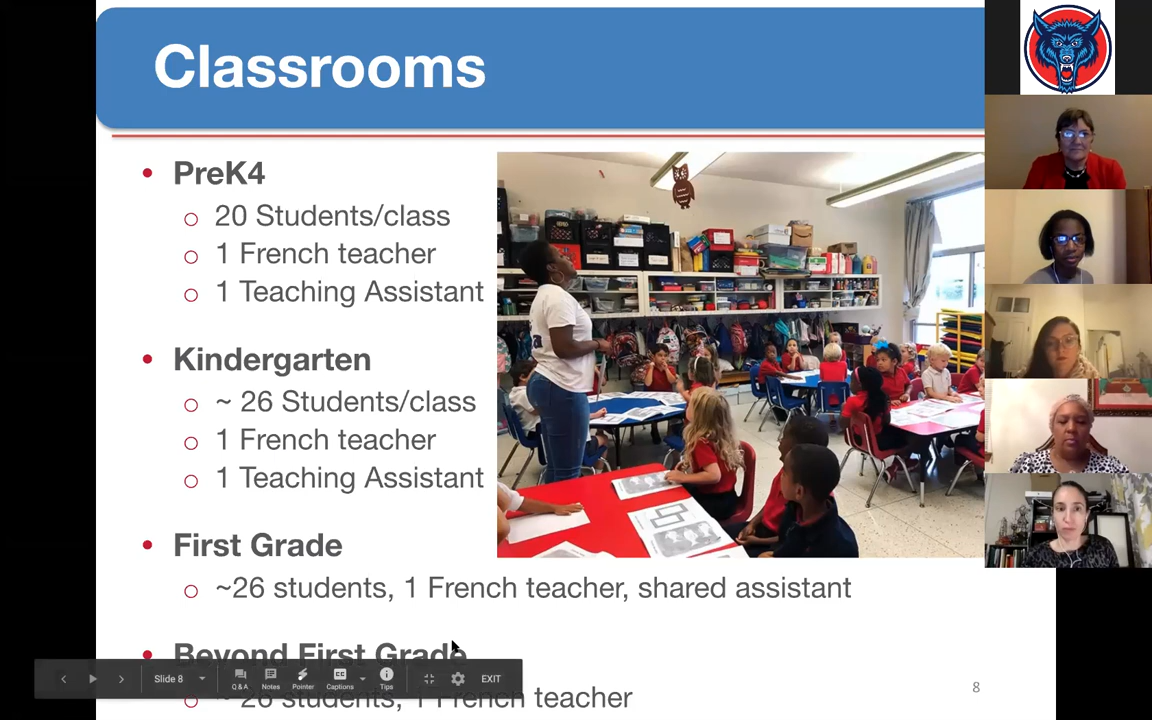 Classrooms
• PreK4
o 20 Students/class
o 1 French teacher
o 1 Teaching Assistant
• Kindergarten
o ~ 26 Students/class
o 1 French teacher
o 1 Teaching Assistant
• First Grade
o ~26 students, 1 French teacher, shared assistant
• Beyond First Grade
o ~ 26 students, 1 French teacher
Slide 8
Q & A
Notes
Pointer
Captions
Tips
EXIT
8